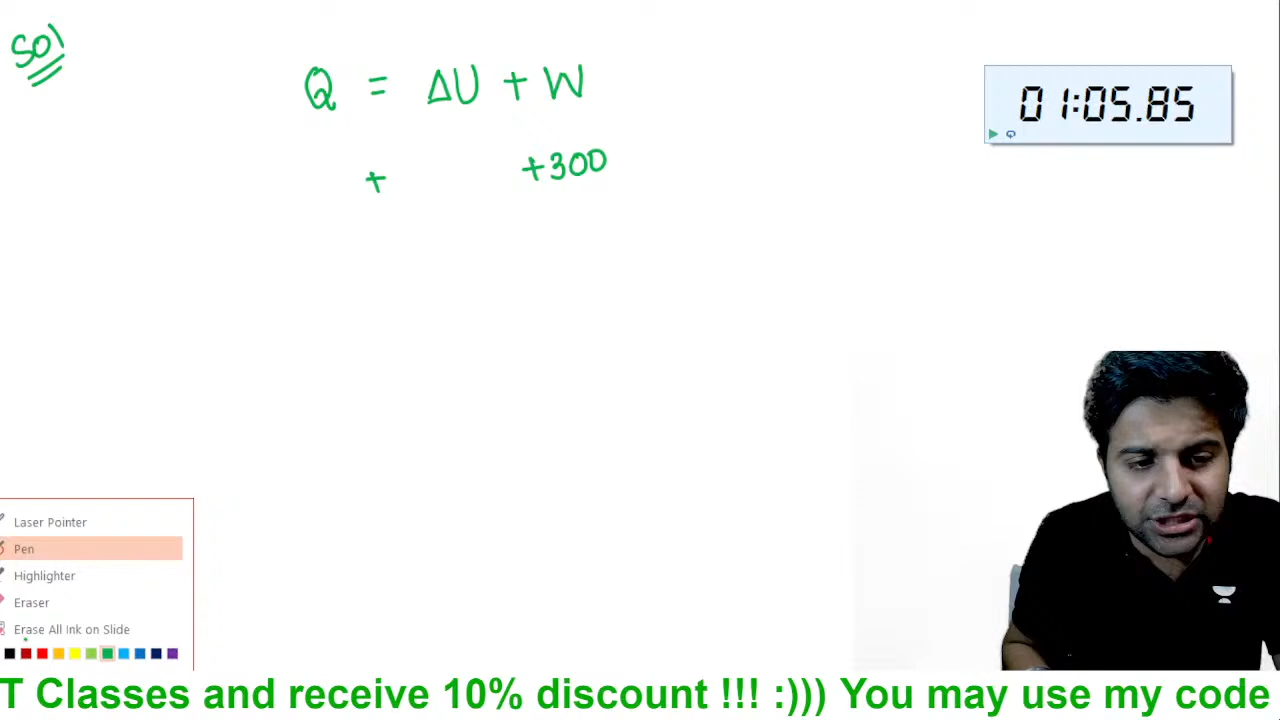 Sol
Q = ΔU + W
01:05.85
+ +300
Laser Pointer
Pen
Highlighter
Eraser
Erase All Ink on Slide
T Classes and receive 10% discount !!! :))) You may use my code